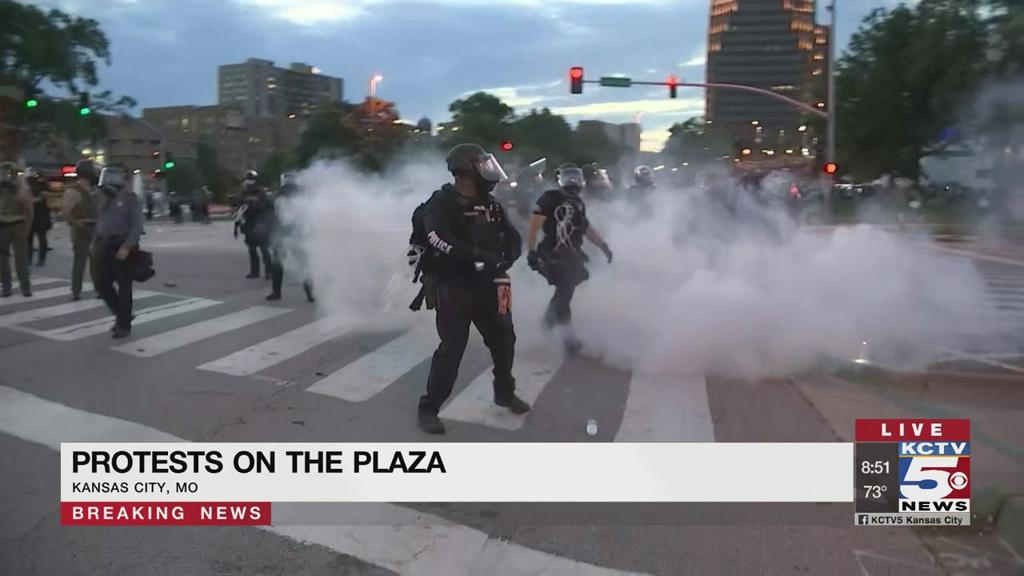 POLICE
PROTESTS ON THE PLAZA
KANSAS CITY, MO
BREAKING NEWS
LIVE
8:51
73°
KCTV
5
NEWS
KCTV5 Kansas City